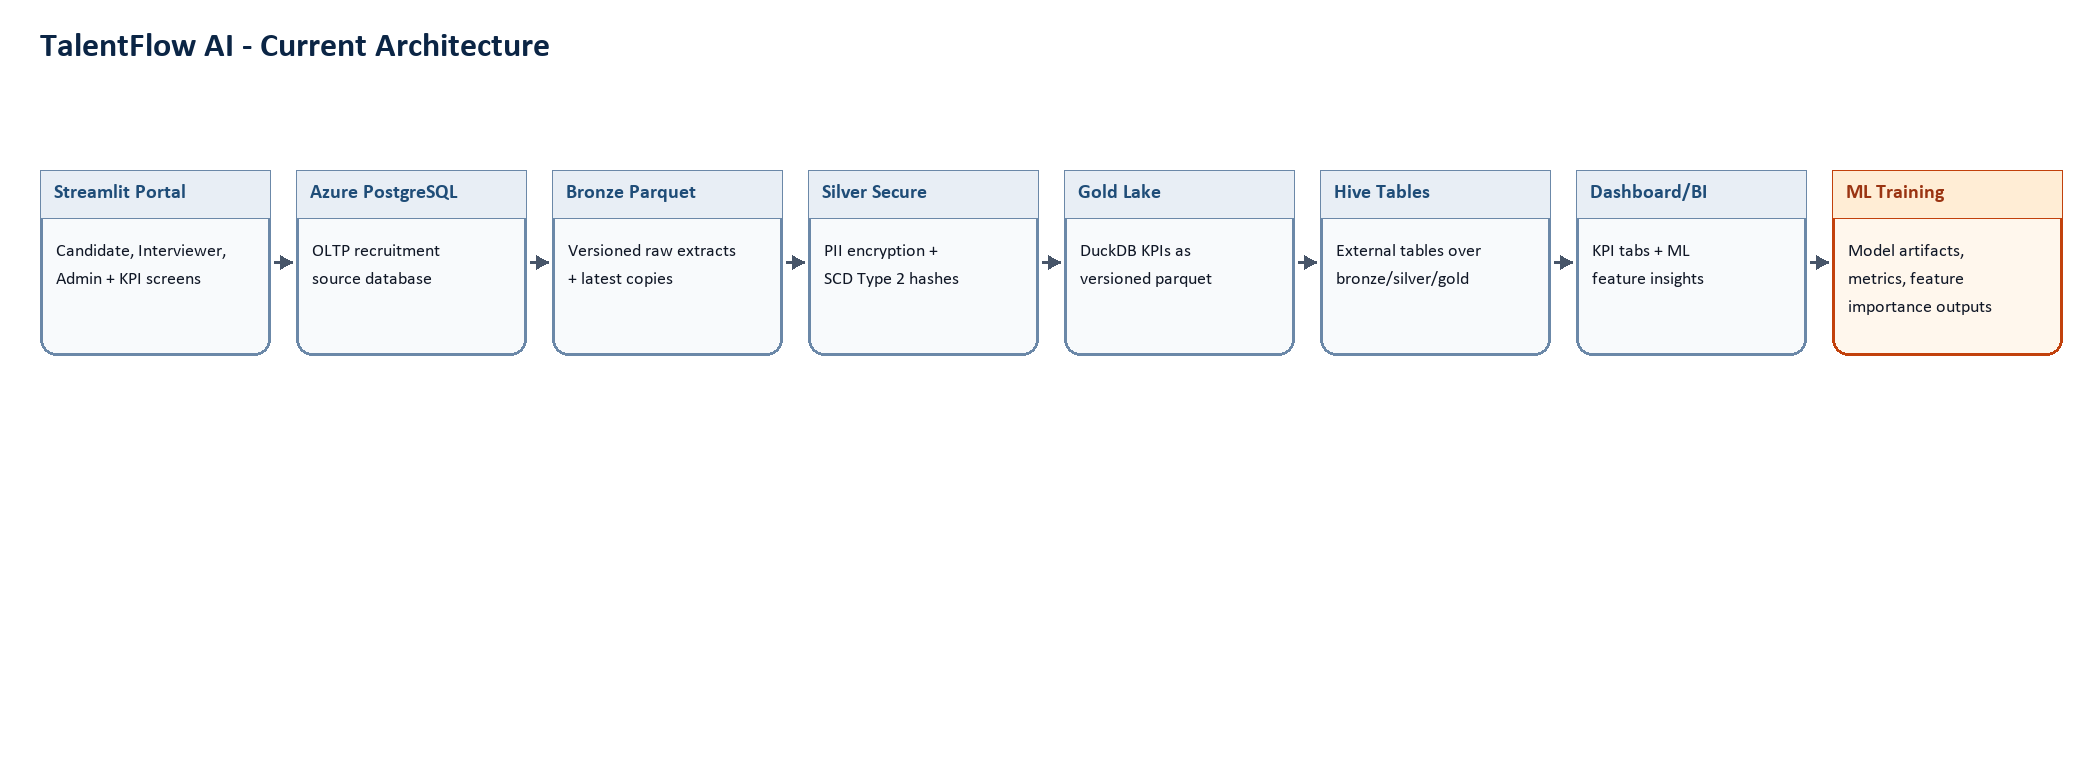 TalentFlow AI - Current Architecture
Streamlit Portal
Candidate, Interviewer,
Admin + KPI screens
Azure PostgreSQL
OLTP recruitment
source database
Bronze Parquet
Versioned raw extracts
+ latest copies
Silver Secure
PII encryption +
SCD Type 2 hashes
Gold Lake
DuckDB KPIs as
versioned parquet
Hive Tables
External tables over
bronze/silver/gold
Dashboard/BI
KPI tabs + ML
feature insights
ML Training
Model artifacts,
metrics, feature
importance outputs